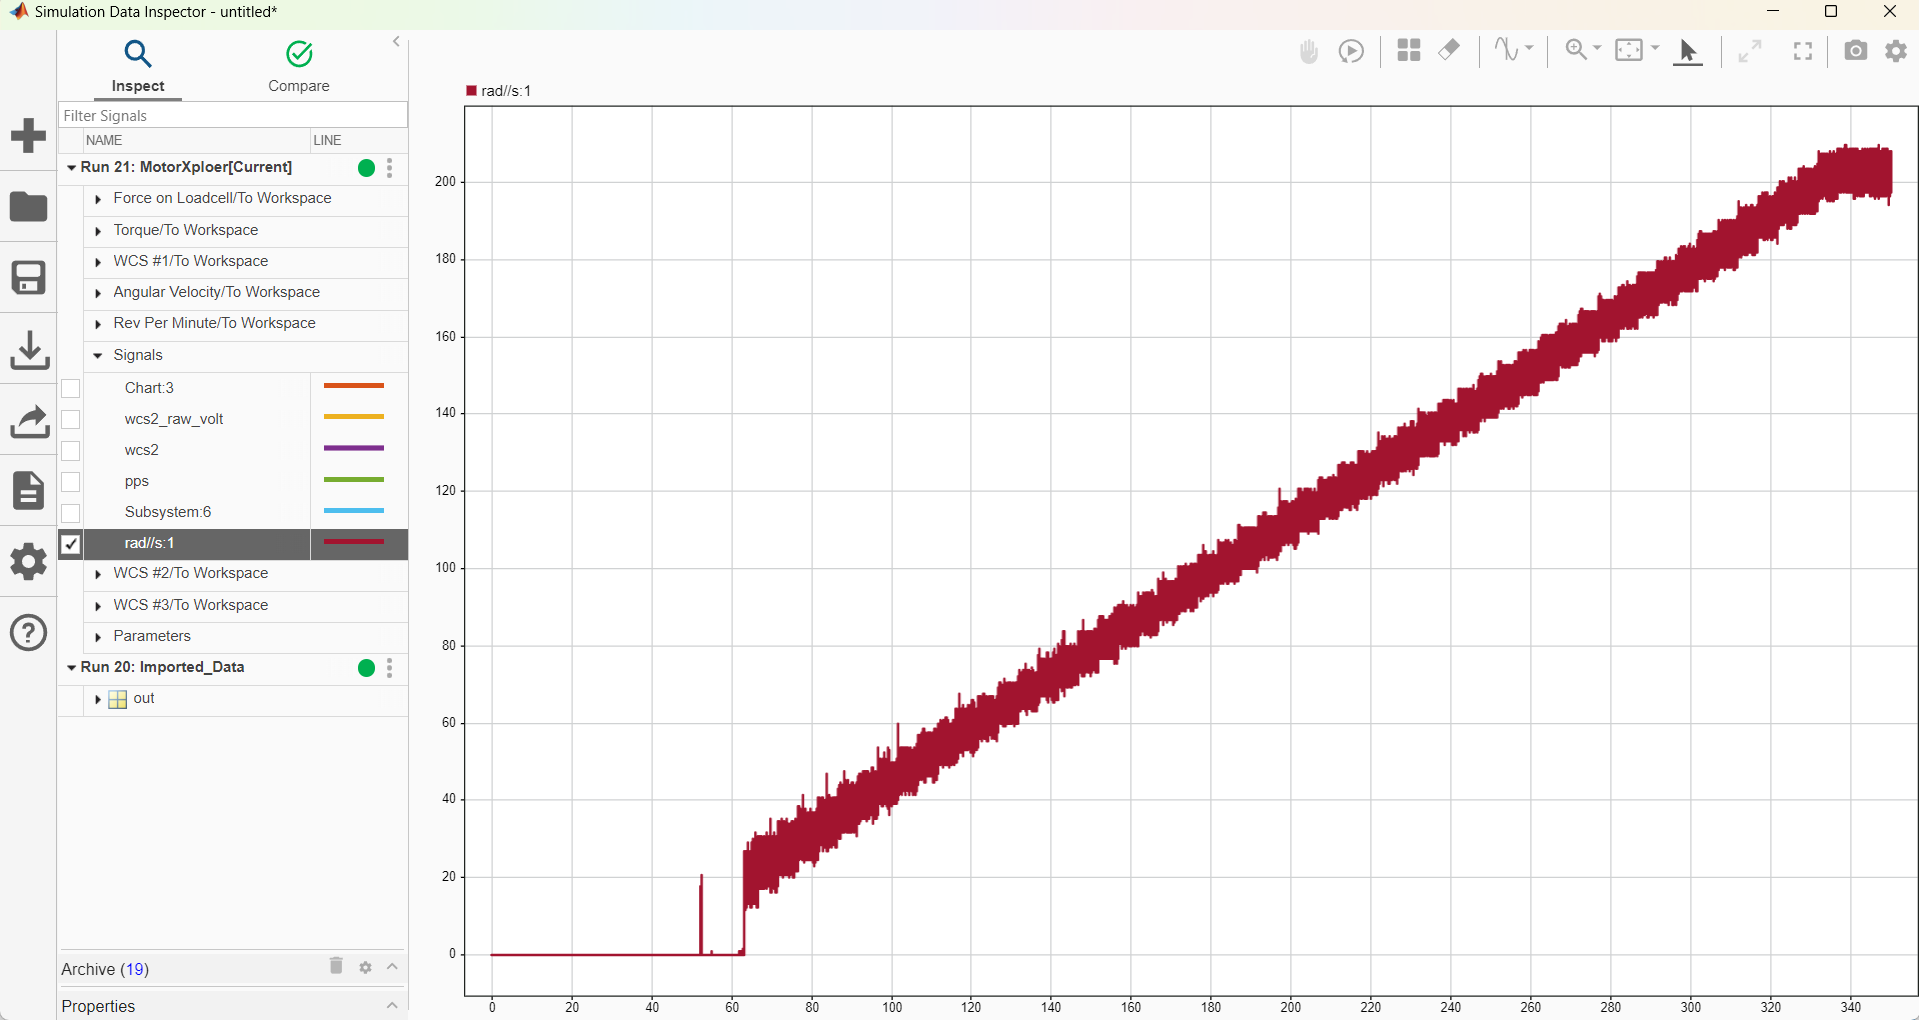 Simulation Data Inspector - untitled*
Inspect
Compare
Filter Signals
NAME LINE
Run 21: MotorXploer[Current]
Force on Loadcell/To Workspace
Torque/To Workspace
WCS #1/To Workspace
Angular Velocity/To Workspace
Rev Per Minute/To Workspace
Signals
Chart:3
wcs2_raw_volt
wcs2
pps
Subsystem:6
rad//s:1
WCS #2/To Workspace
WCS #3/To Workspace
Parameters
Run 20: Imported_Data
out
Archive (19)
Properties
rad//s:1
200
180
160
140
120
100
80
60
40
20
0
0 20 40 60 80 100 120 140 160 180 200 220 240 260 280 300 320 340